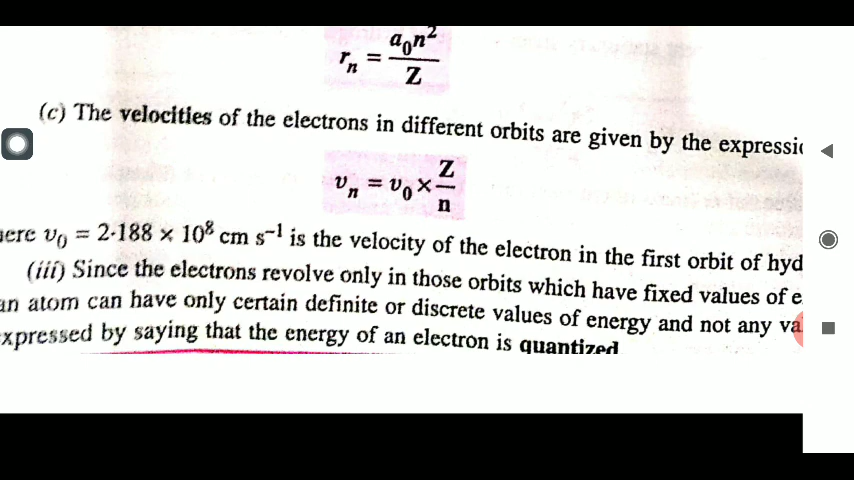 rₙ = a₀n² / Z
(c) The velocities of the electrons in different orbits are given by the
vₙ = v₀ × Z / n
v₀ = 2·188 × 10⁸ cm s⁻¹ is the velocity of the electron in the first orbit of hyd
(iii) Since the electrons revolve only in those orbits which have fixed values of e
an atom can have only certain definite or discrete values of energy and not any va
xpressed by saying that the energy of an electron is quantized